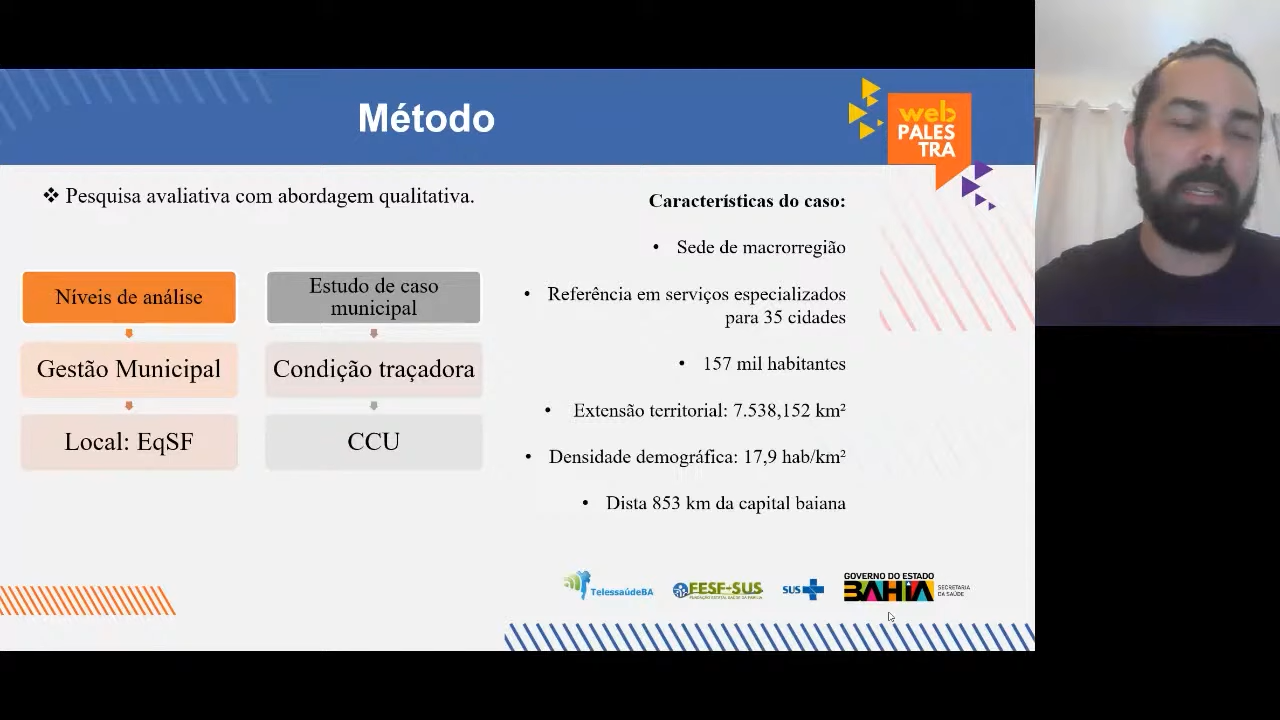 Método
web
PALES
TRA
❖ Pesquisa avaliativa com abordagem qualitativa.
Níveis de análise
Gestão Municipal
Local: EqSF
Estudo de caso
municipal
Condição traçadora
CCU
Características do caso:
• Sede de macrorregião
• Referência em serviços especializados
para 35 cidades
• 157 mil habitantes
• Extensão territorial: 7.538,152 km²
• Densidade demográfica: 17,9 hab/km²
• Dista 853 km da capital baiana
TelessaúdeBA
FESF-SUS
SUS
GOVERNO DO ESTADO
BAHIA
SECRETARIA
DA SAÚDE